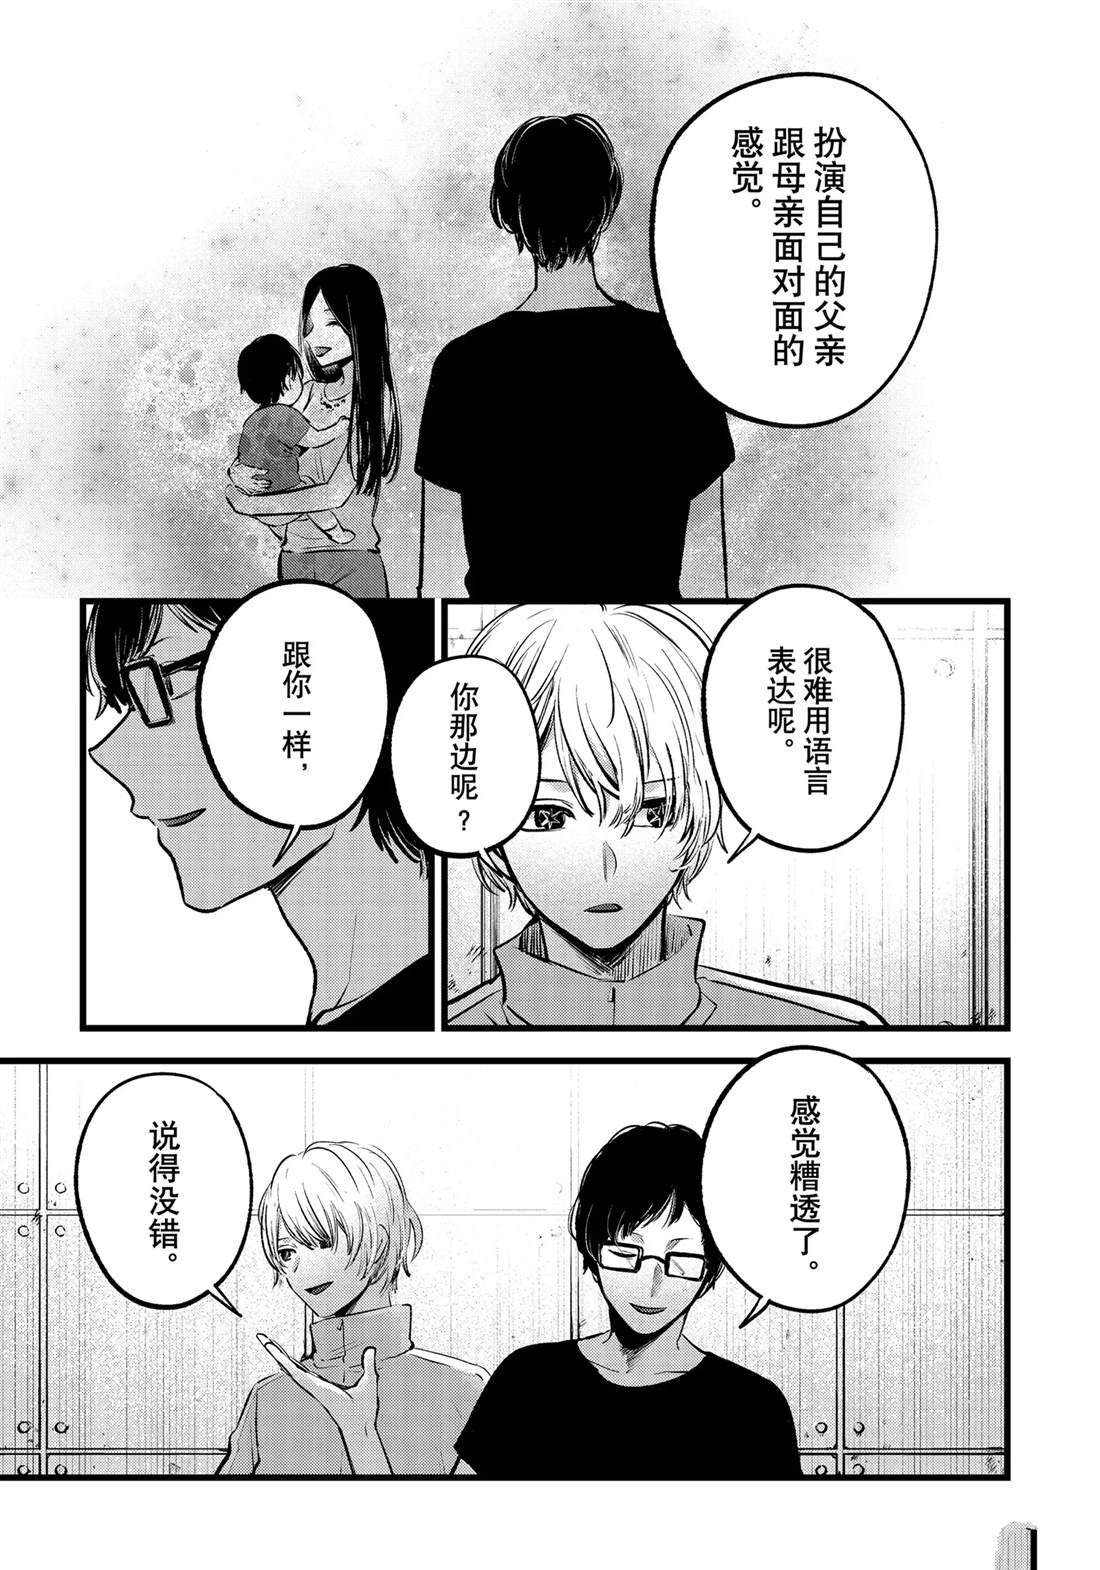 扮演自己的父亲
跟母亲面对面的
感觉。
很难用语言
表达呢。
你那边呢？
跟你一样，
感觉糟透了。
说得没错。